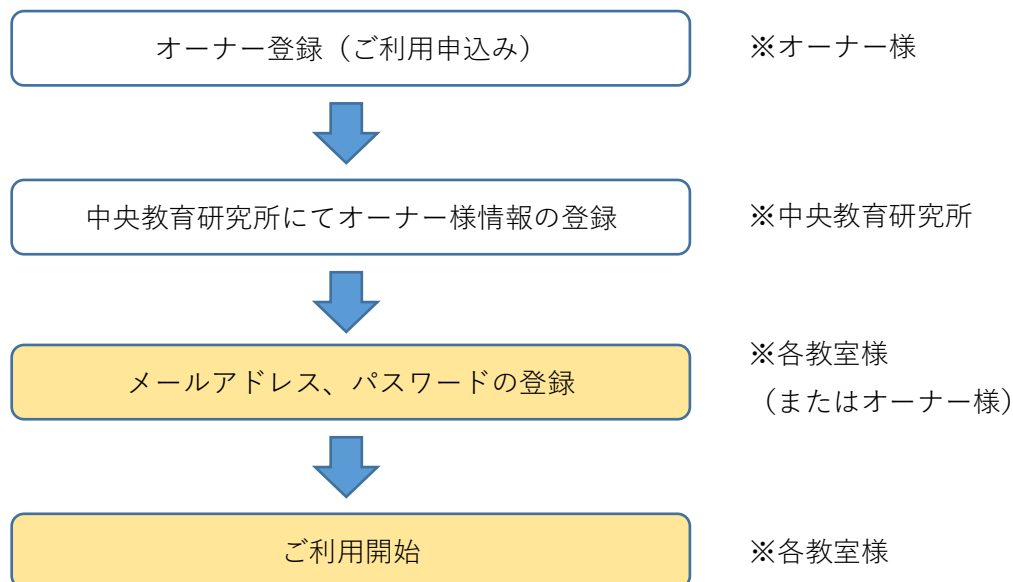 オーナー登録（ご利用申込み）
※オーナー様
中央教育研究所にてオーナー様情報の登録
※中央教育研究所
メールアドレス、パスワードの登録
※各教室様
（またはオーナー様）
ご利用開始
※各教室様